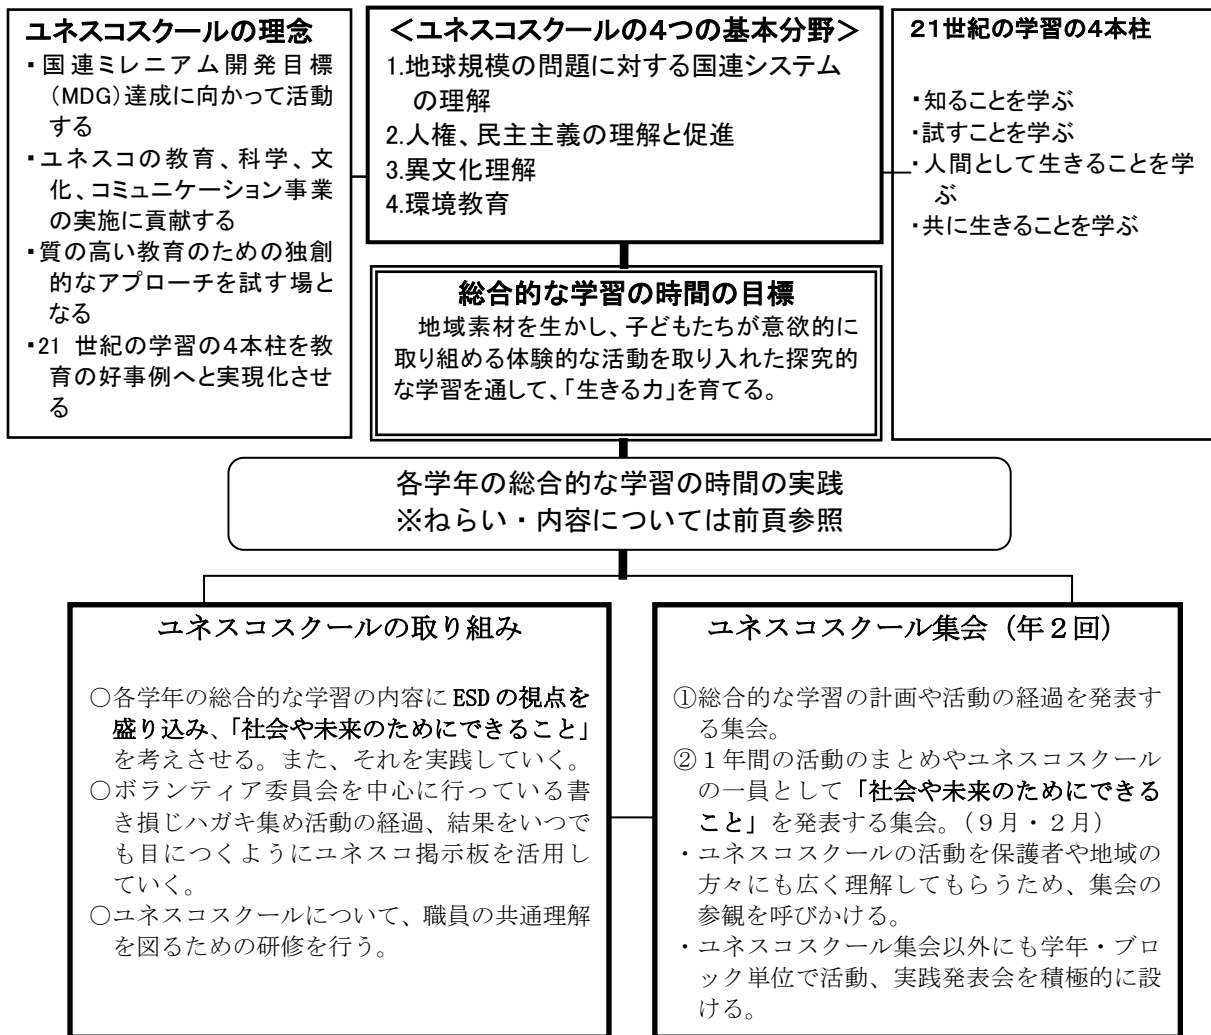 ユネスコスクールの理念
・国連ミレニアム開発目標
(MDG)達成に向かって活動
する
・ユネスコの教育、科学、文
化、コミュニケーション事業
の実施に貢献する
・質の高い教育のための独創
的なアプローチを試す場と
なる
・21 世紀の学習の4本柱を教
育の好事例へと実現化させ
る
＜ユネスコスクールの4つの基本分野＞
1.地球規模の問題に対する国連システム
の理解
2.人権、民主主義の理解と促進
3.異文化理解
4.環境教育
21世紀の学習の4本柱
・知ることを学ぶ
・試すことを学ぶ
・人間として生きることを学
ぶ
・共に生きることを学ぶ
総合的な学習の時間の目標
地域素材を生かし、子どもたちが意欲的に
取り組める体験的な活動を取り入れた探究的
な学習を通して、「生きる力」を育てる。
各学年の総合的な学習の時間の実践
※ねらい・内容については前頁参照
ユネスコスクールの取り組み
○各学年の総合的な学習の内容に ESD の視点を
盛り込み、「社会や未来のためにできること」
を考えさせる。また、それを実践していく。
○ボランティア委員会を中心に行っている書
き損じハガキ集め活動の経過、結果をいつで
も目につくようにユネスコ掲示板を活用し
ていく。
○ユネスコスクールについて、職員の共通理解
を図るための研修を行う。
ユネスコスクール集会（年２回）
①総合的な学習の計画や活動の経過を発表す
る集会。
②１年間の活動のまとめやユネスコスクール
の一員として「社会や未来のためにできる
こと」を発表する集会。（９月・２月）
・ユネスコスクールの活動を保護者や地域の
方々にも広く理解してもらうため、集会の
参観を呼びかける。
・ユネスコスクール集会以外にも学年・ブロ
ック単位で活動、実践発表会を積極的に設
ける。